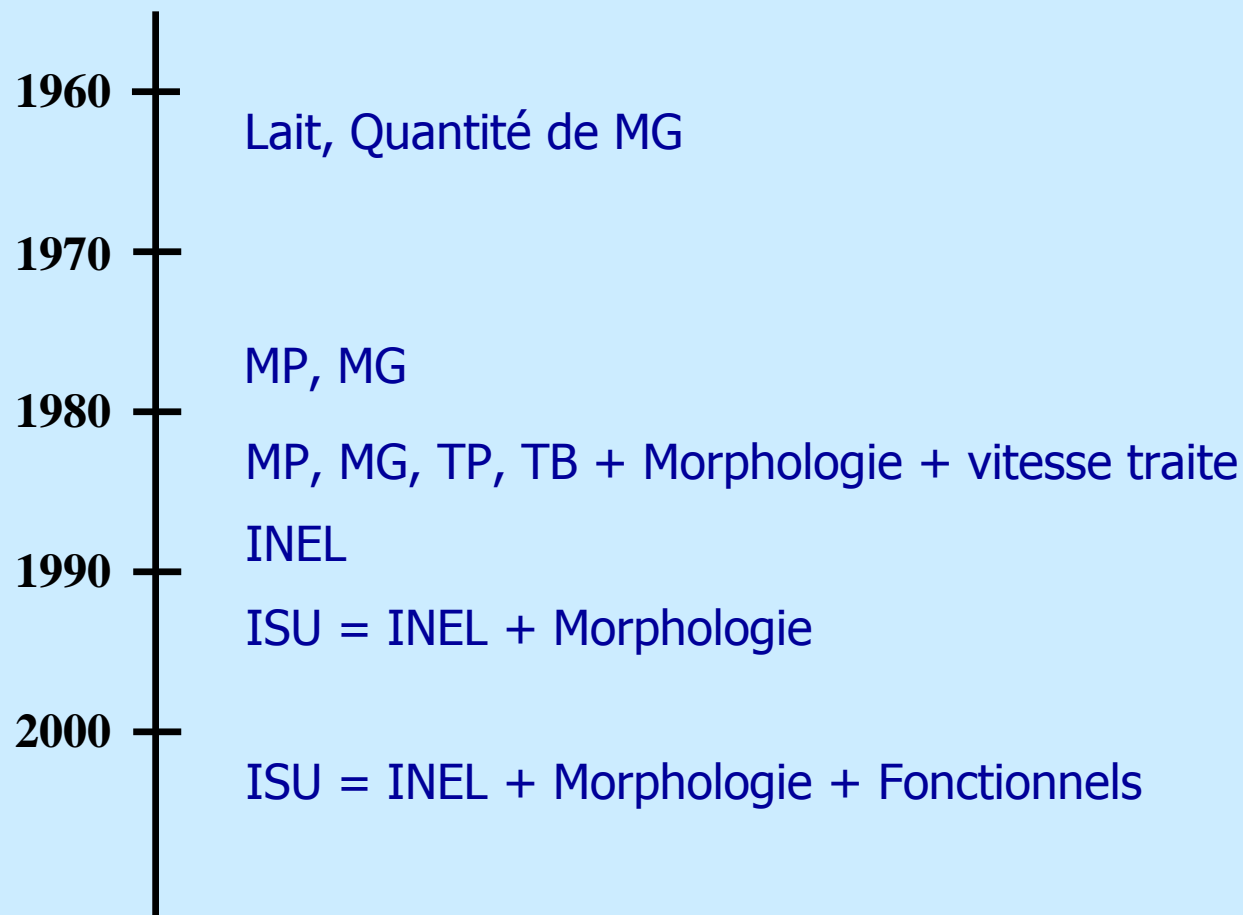 1960
Lait, Quantité de MG
1970
MP, MG
1980
MP, MG, TP, TB + Morphologie + vitesse traite
INEL
1990
ISU = INEL + Morphologie
2000
ISU = INEL + Morphologie + Fonctionnels